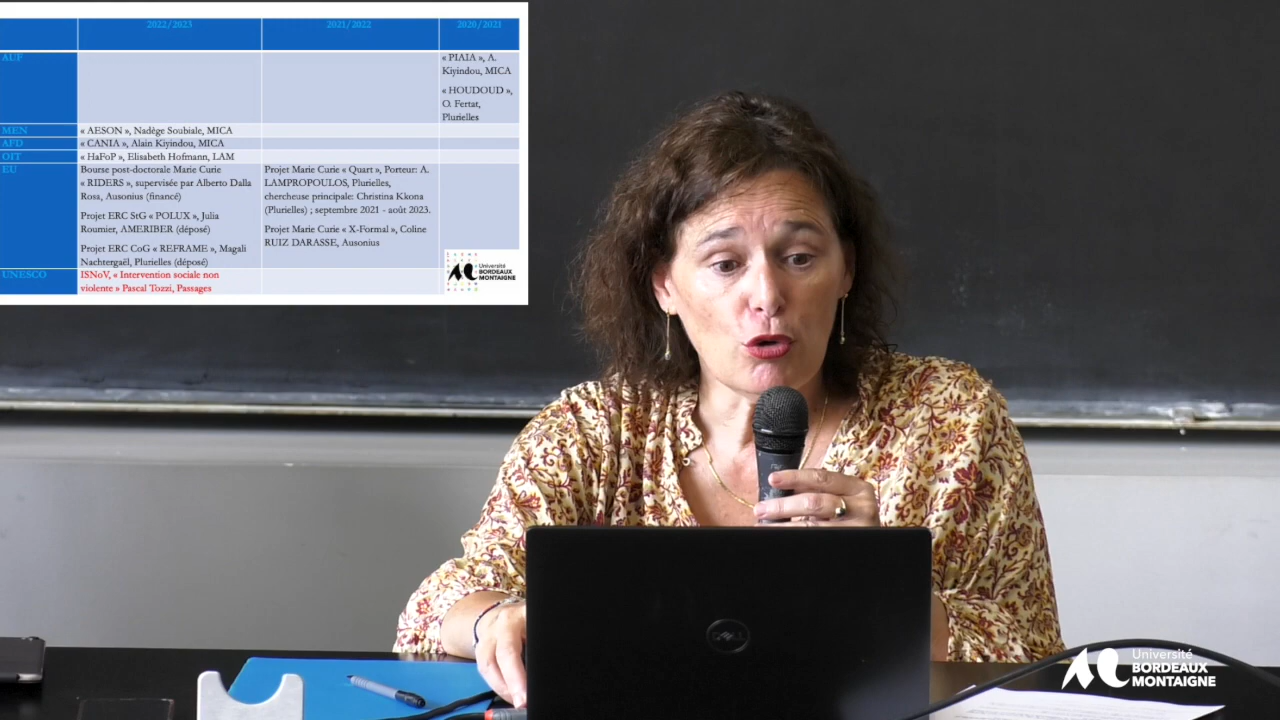 2022/2023
2021/2022
2020/2021
AUF
« PIAIA », A.
Kiyindou, MICA
« HOUDOUD »,
O. Fertat,
Plurielles
MEN
« AESON », Nadège Soubiale, MICA
AFD
« CANIA », Alain Kiyindou, MICA
OIT
« HaFoP », Elisabeth Hofmann, LAM
EU
Bourse post-doctorale Marie Curie
« RIDERS », supervisée par Alberto Dalla
Rosa, Ausonius (financé)
Projet ERC StG « POLUX », Julia
Roumier, AMERIBER (déposé)
Projet ERC CoG « REFRAME », Magali
Nachtergaël, Plurielles (déposé)
Projet Marie Curie « Quart », Porteur: A.
LAMPROPOULOS, Plurielles,
chercheuse principale: Christina Kkona
(Plurielles) ; septembre 2021 - août 2023.
Projet Marie Curie « X-Formal », Coline
RUIZ DARASSE, Ausonius
UNESCO
ISNoV, « Intervention sociale non
violente » Pascal Tozzi, Passages
Université
BORDEAUX
MONTAIGNE
DELL
Université
BORDEAUX
MONTAIGNE